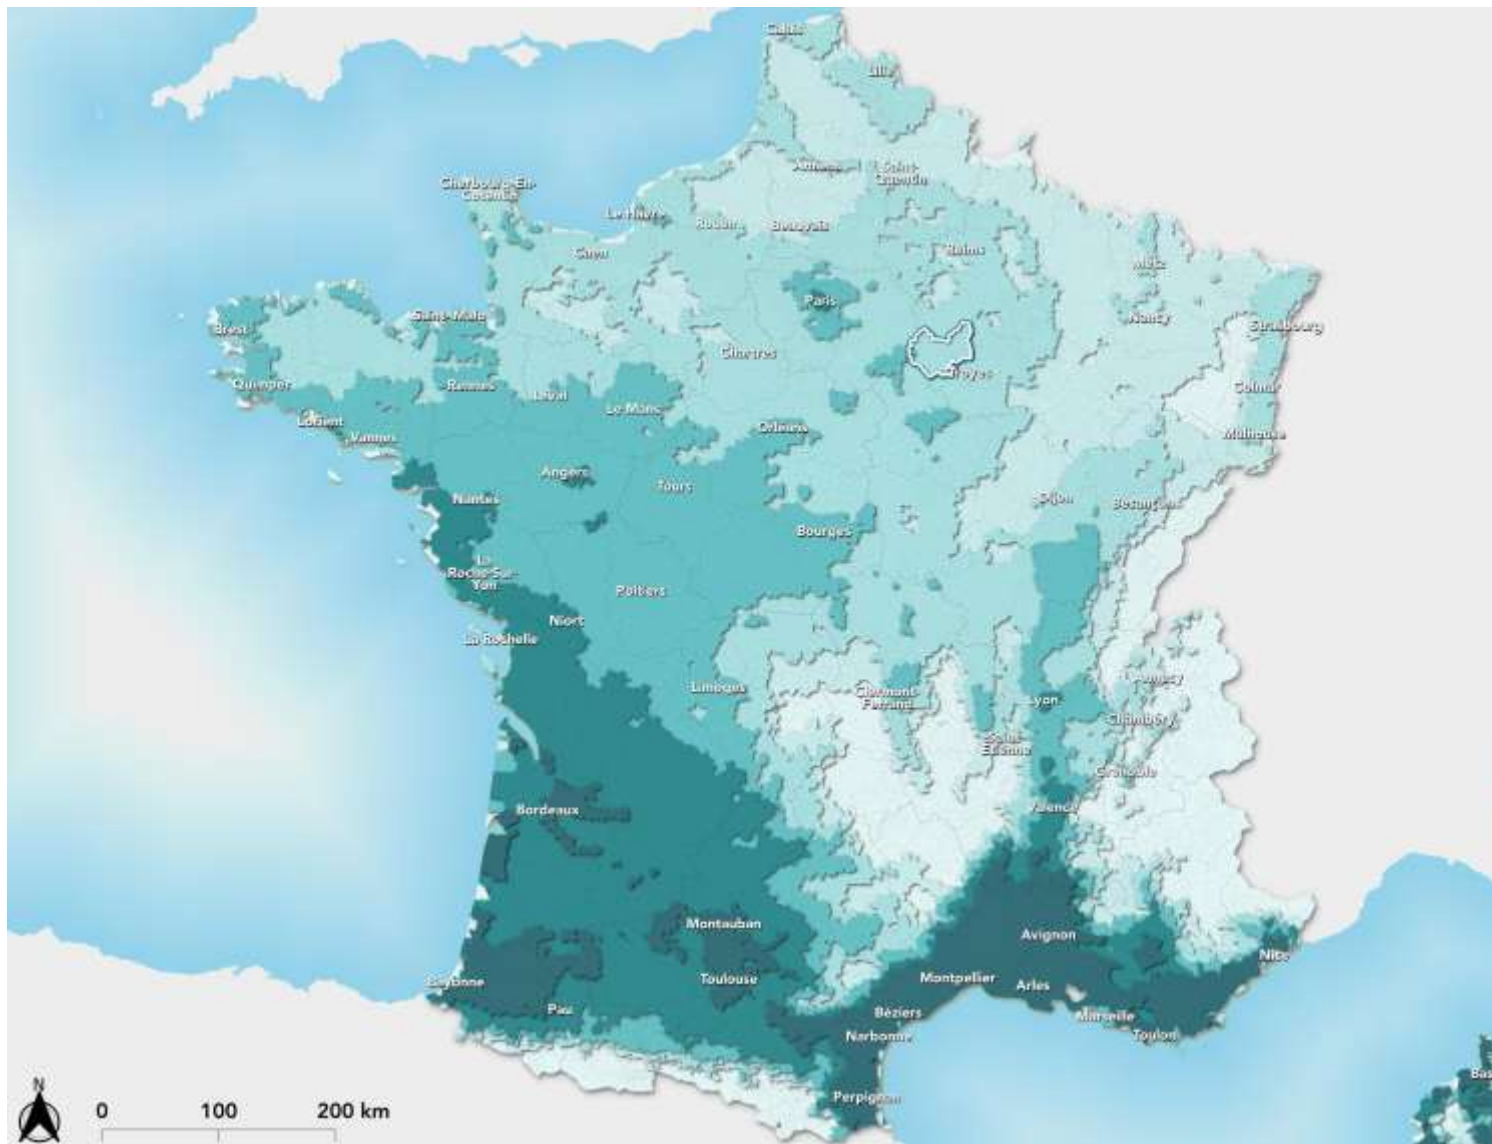 Calais
Lille
Amiens
Saint-
Quentin
Cherbourg-En-
Cotentin
Le Havre
Rouen
Beauvais
Caen
Reims
Metz
Paris
Saint-Malo
Nancy
Strasbourg
Brest
Chartres
Troyes
Quimper
Rennes
Laval
Colmar
Le Mans
Lorient
Orléans
Mulhouse
Vannes
Angers
Tours
Nantes
Dijon
Besançon
Bourges
La
Roche-Sur-
Yon
Poitiers
Niort
La Rochelle
Limoges
Clermont-
Ferrand
Annecy
Lyon
Chambéry
Saint-
Etienne
Grenoble
Valence
Bordeaux
Montauban
Avignon
Nice
Toulouse
Montpellier
Arles
Bayonne
Pau
Béziers
Marseille
Narbonne
Toulon
Bas
Perpignan
N
0 100 200 km